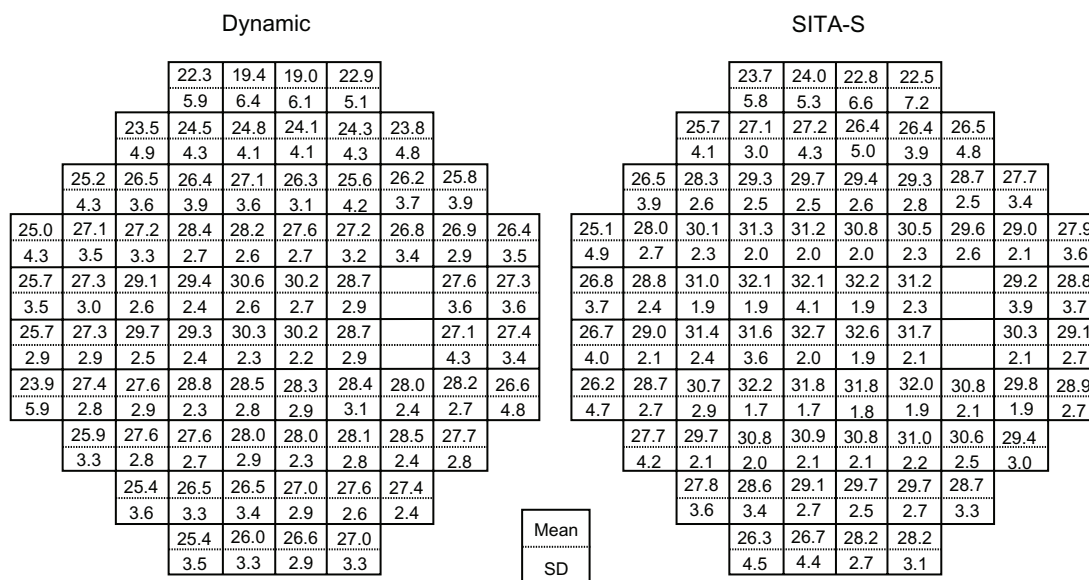 Dynamic SITA-S
22.3 19.4 19.0 22.9 23.7 24.0 22.8 22.5
5.9 6.4 6.1 5.1 5.8 5.3 6.6 7.2
23.5 24.5 24.8 24.1 24.3 23.8 25.7 27.1 27.2 26.4 26.4 26.5
4.9 4.3 4.1 4.1 4.3 4.8 4.1 3.0 4.3 5.0 3.9 4.8
25.2 26.5 26.4 27.1 26.3 25.6 26.2 25.8 26.5 28.3 29.3 29.7 29.4 29.3 28.7 27.7
4.3 3.6 3.9 3.6 3.1 4.2 3.7 3.9 3.9 2.6 2.5 2.5 2.6 2.8 2.5 3.4
25.0 27.1 27.2 28.4 28.2 27.6 27.2 26.8 26.9 26.4 25.1 28.0 30.1 31.3 31.2 30.8 30.5 29.6 29.0 27.9
4.3 3.5 3.3 2.7 2.6 2.7 3.2 3.4 2.9 3.5 4.9 2.7 2.3 2.0 2.0 2.0 2.3 2.6 2.1 3.6
25.7 27.3 29.1 29.4 30.6 30.2 28.7 27.6 27.3 26.8 28.8 31.0 32.1 32.1 32.2 31.2 29.2 28.8
3.5 3.0 2.6 2.4 2.6 2.7 2.9 3.6 3.6 3.7 2.4 1.9 1.9 4.1 1.9 2.3 3.9 3.7
25.7 27.3 29.7 29.3 30.3 30.2 28.7 27.1 27.4 26.7 29.0 31.4 31.6 32.7 32.6 31.7 30.3 29.1
2.9 2.9 2.5 2.4 2.3 2.2 2.9 4.3 3.4 4.0 2.1 2.4 3.6 2.0 1.9 2.1 2.1 2.7
23.9 27.4 27.6 28.8 28.5 28.3 28.4 28.0 28.2 26.6 26.2 28.7 30.7 32.2 31.8 31.8 32.0 30.8 29.8 28.9
5.9 2.8 2.9 2.3 2.8 2.9 3.1 2.4 2.7 4.8 4.7 2.7 2.9 1.7 1.7 1.8 1.9 2.1 1.9 2.7
25.9 27.6 27.6 28.0 28.0 28.1 28.5 27.7 27.7 29.7 30.8 30.9 30.8 31.0 30.6 29.4
3.3 2.8 2.7 2.9 2.3 2.8 2.4 2.8 4.2 2.1 2.0 2.1 2.1 2.2 2.5 3.0
25.4 26.5 26.5 27.0 27.6 27.4 27.8 28.6 29.1 29.7 29.7 28.7
3.6 3.3 3.4 2.9 2.6 2.4 3.6 3.4 2.7 2.5 2.7 3.3
25.4 26.0 26.6 27.0 26.3 26.7 28.2 28.2
3.5 3.3 2.9 3.3 4.5 4.4 2.7 3.1
Mean
SD